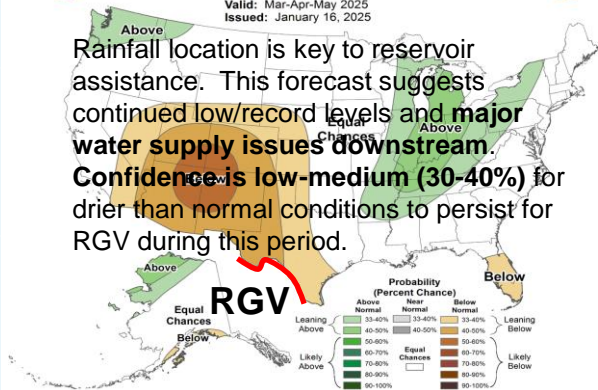 Valid: Mar-Apr-May 2025
Issued: January 16, 2025
Above
Rainfall location is key to reservoir
assistance. This forecast suggests
continued low/record levels and major
water supply issues downstream.
Confidence is low-medium (30-40%) for
drier than normal conditions to persist for
RGV during this period.
Equal
Chances
Above
Below
Above
RGV
Below
Equal
Chances
Below
Probability
(Percent Chance)
Above Normal
Near Normal
Below Normal
Leaning Above
33-40% 33-40% 33-40%
40-50% 40-50% 40-50%
Leaning Below
Likely Above
50-60% 50-60%
60-70% 60-70%
70-80% 70-80%
80-90% 80-90%
90-100% 90-100%
Equal Chances
Likely Below